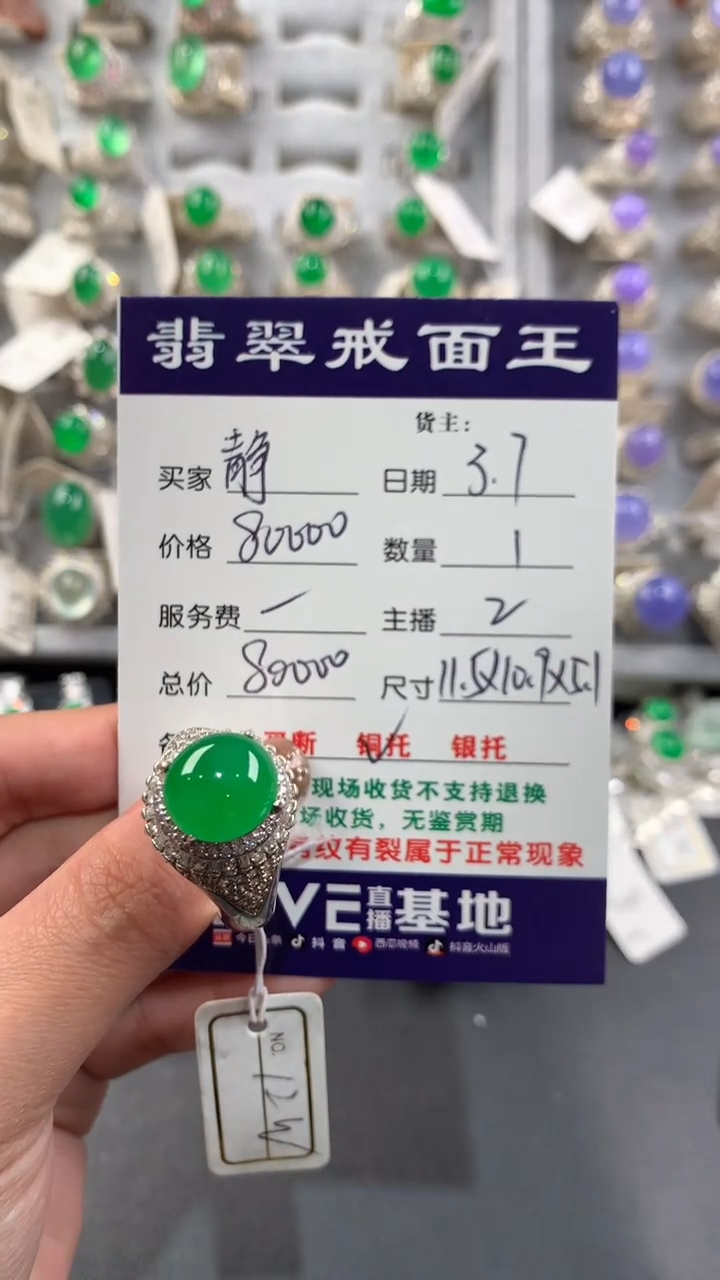 翡翠戒面王
货主：
买家 静 日期 3.7
价格 80000 数量 1
服务费 — 主播 2
总价 80000 尺寸 11.5X10.9X5.1
断 铜托 ✓ 银托
现场收货不支持退换
场收货，无鉴赏期
纹有裂属于正常现象
VE直播基地
抖音 西瓜视频 抖音火山版
NO.